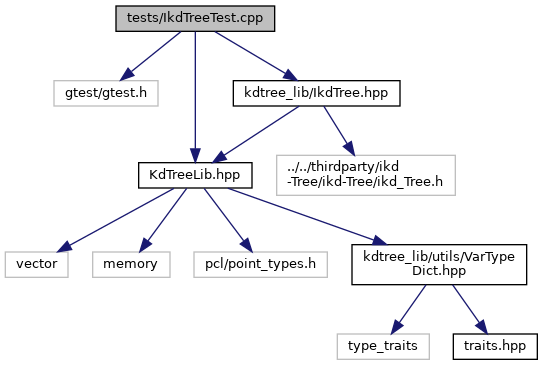 tests/IkdTreeTest.cpp
gtest/gtest.h
kdtree_lib/IkdTree.hpp
KdTreeLib.hpp
../../thirdparty/ikd
-Tree/ikd-Tree/ikd_Tree.h
vector
memory
pcl/point_types.h
kdtree_lib/utils/VarType
Dict.hpp
type_traits
traits.hpp